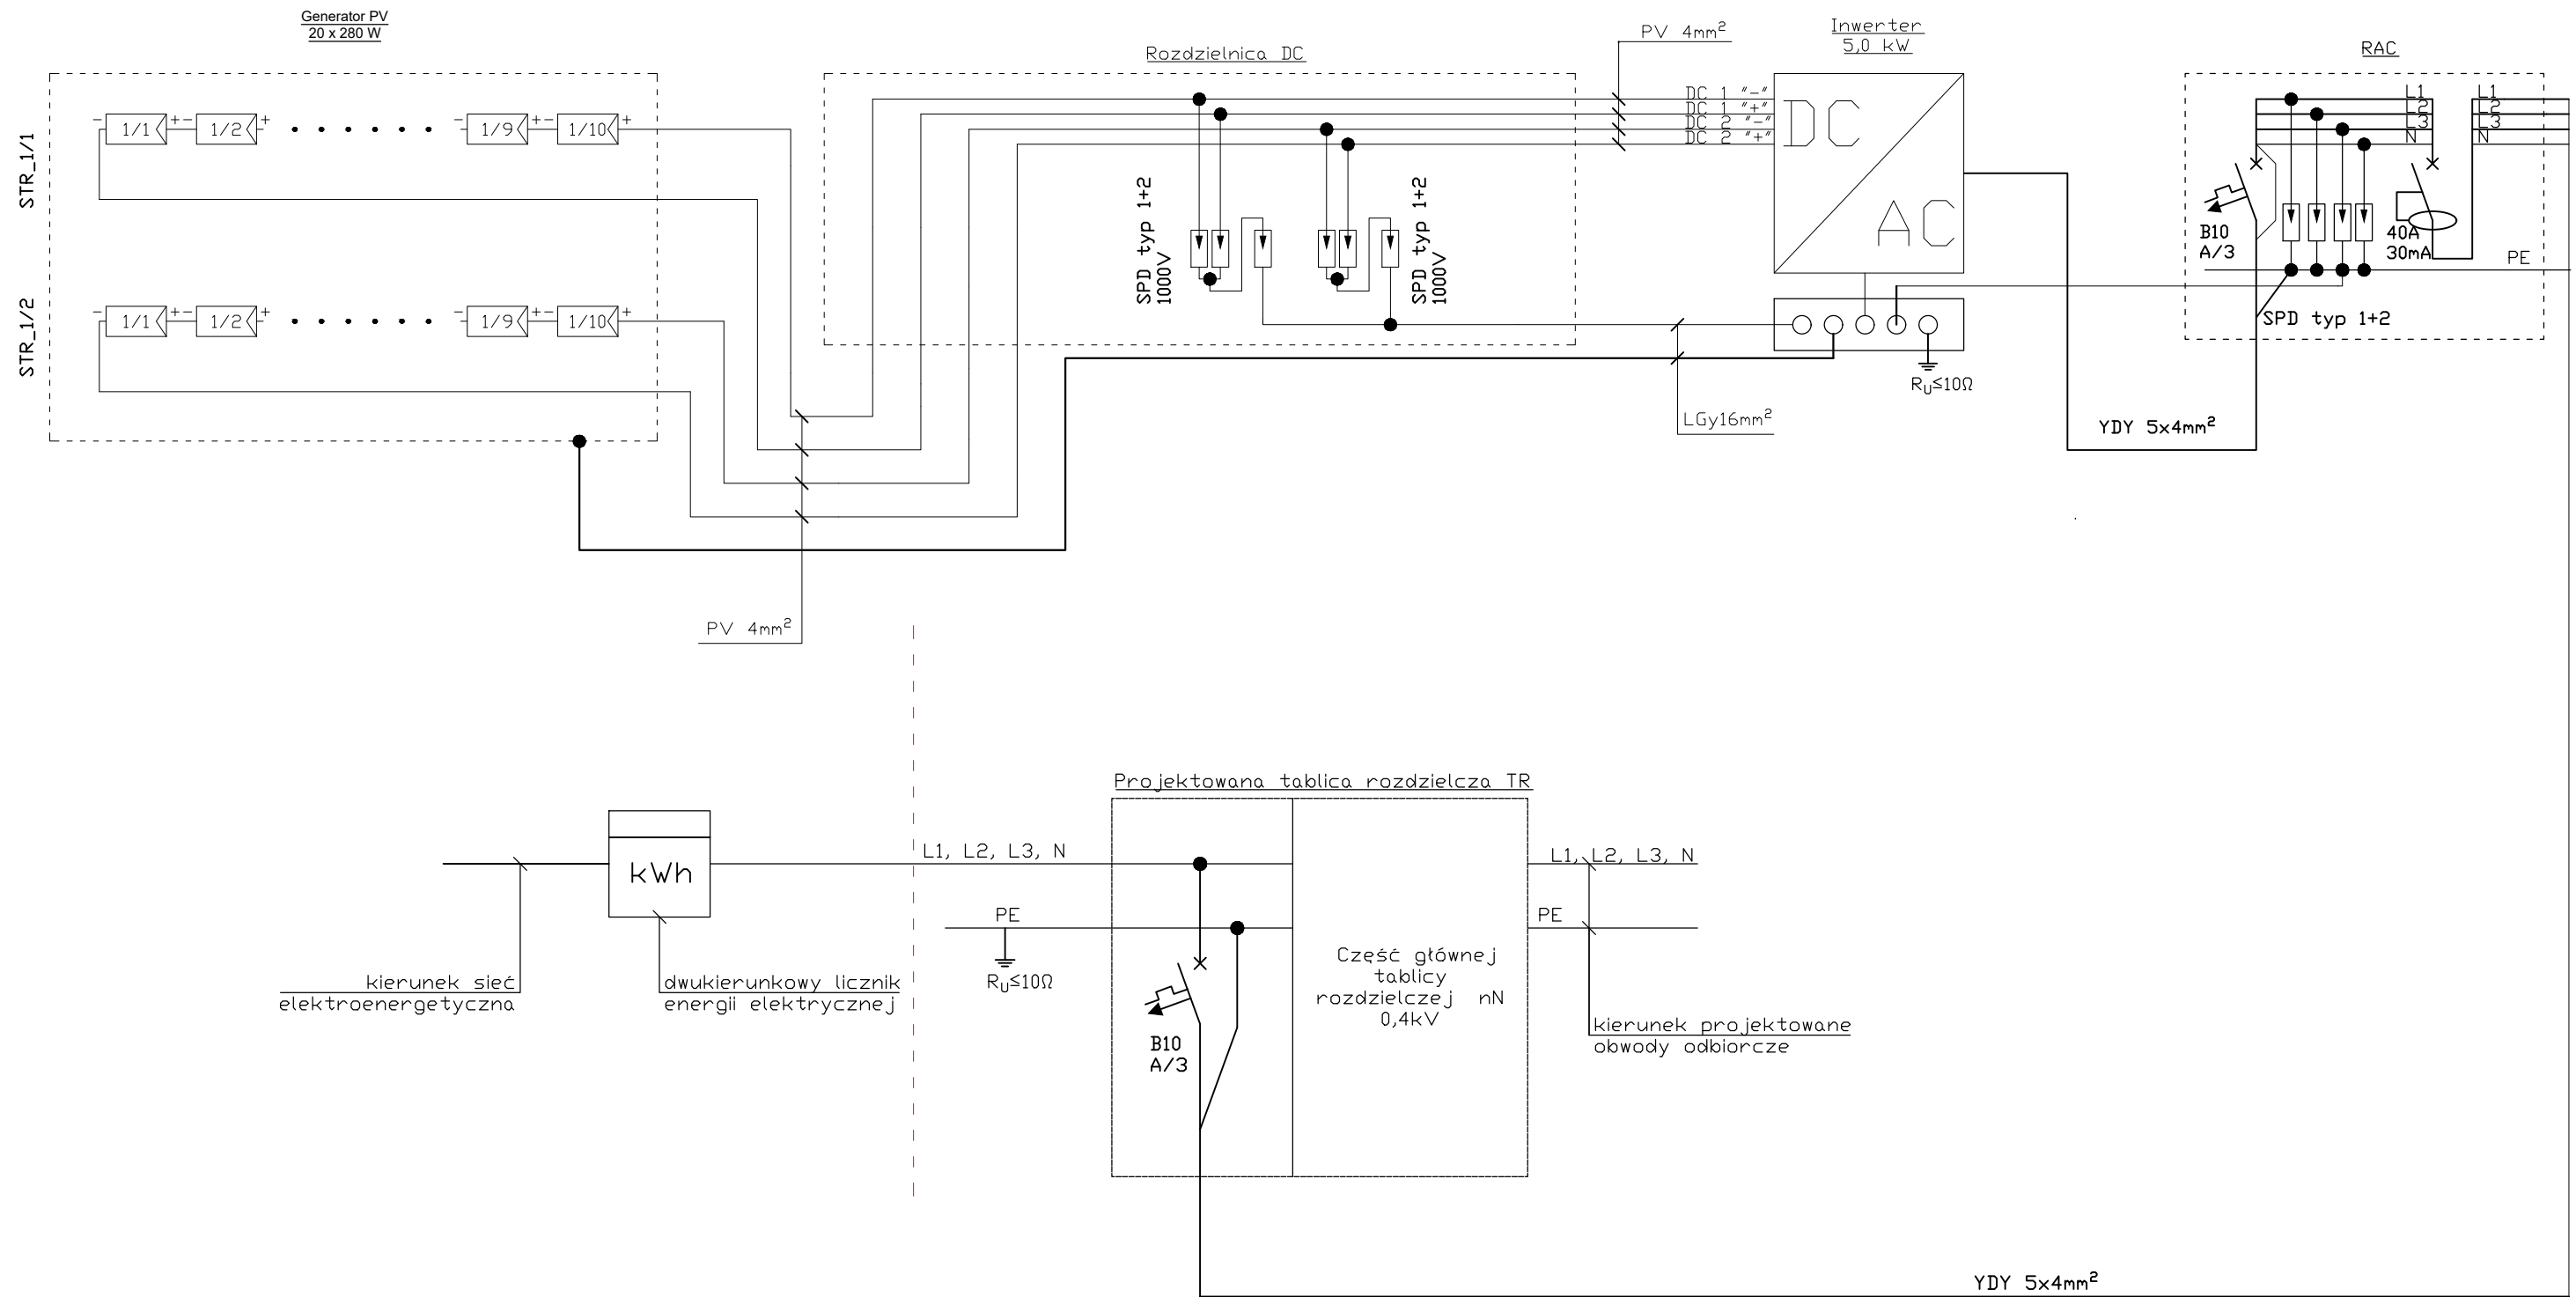 Generator PV
20 x 280 W
STR_1/1
- 1/1 +- 1/2 + - 1/9 +- 1/10 +
STR_1/2
- 1/1 +- 1/2 + - 1/9 +- 1/10 +
PV 4mm²
Rozdzielnica DC
SPD typ 1+2
1000V
SPD typ 1+2
1000V
PV 4mm²
DC 1 "-"
DC 1 "+"
DC 2 "-"
DC 2 "+"
Inwerter
5,0 kW
DC
AC
RU≤10Ω
LGy16mm²
YDY 5x4mm²
RAC
L1 L1
L2 L2
L3 L3
N N
B10
A/3
40A
30mA
PE
SPD typ 1+2
kWh
kierunek sieć
elektroenergetyczna
dwukierunkowy licznik
energii elektrycznej
Projektowana tablica rozdzielcza TR
L1, L2, L3, N
PE
RU≤10Ω
B10
A/3
Część głównej
tablicy
rozdzielczej nN
0,4kV
L1, L2, L3, N
PE
kierunek projektowane
obwody odbiorcze
YDY 5x4mm²